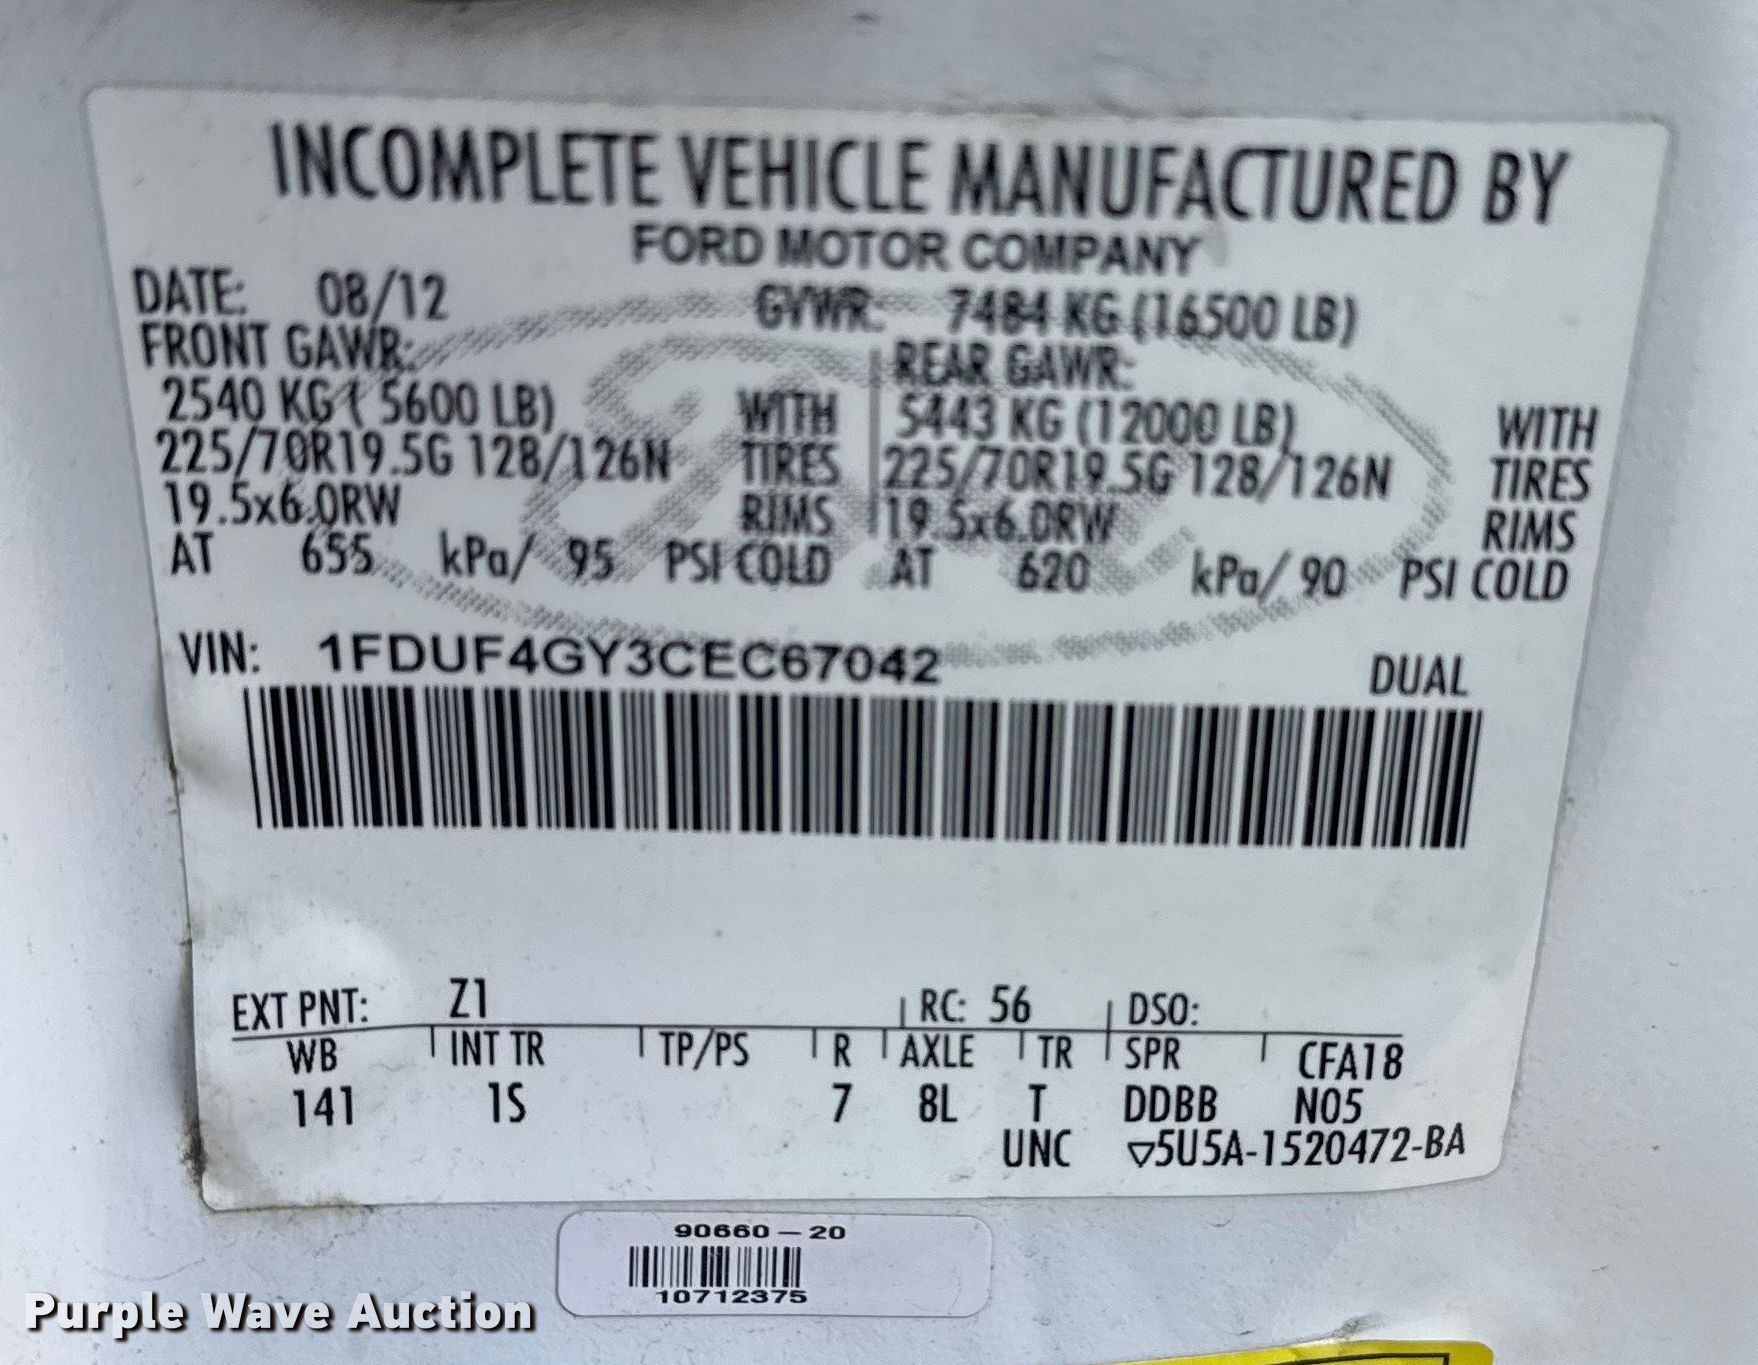 INCOMPLETE VEHICLE MANUFACTURED BY
FORD MOTOR COMPANY
DATE: 08/12 GVWR: 7484 KG (16500 LB)
FRONT GAWR: REAR GAWR:
2540 KG ( 5600 LB) WITH 5443 KG (12000 LB) WITH
225/70R19.5G 128/126N TIRES 225/70R19.5G 128/126N TIRES
19.5x6.0RW RIMS 19.5x6.0RW RIMS
AT 655 kPa/ 95 PSI COLD AT 620 kPa/ 90 PSI COLD
VIN: 1FDUF4GY3CEC67042 DUAL
EXT PNT: Z1 RC: 56 DSO:
WB INT TR TP/PS R AXLE TR SPR CFA18
141 1S 7 8L T DDBB N05
UNC ▽5U5A-1520472-BA
90660-20
10712375
Purple Wave Auction